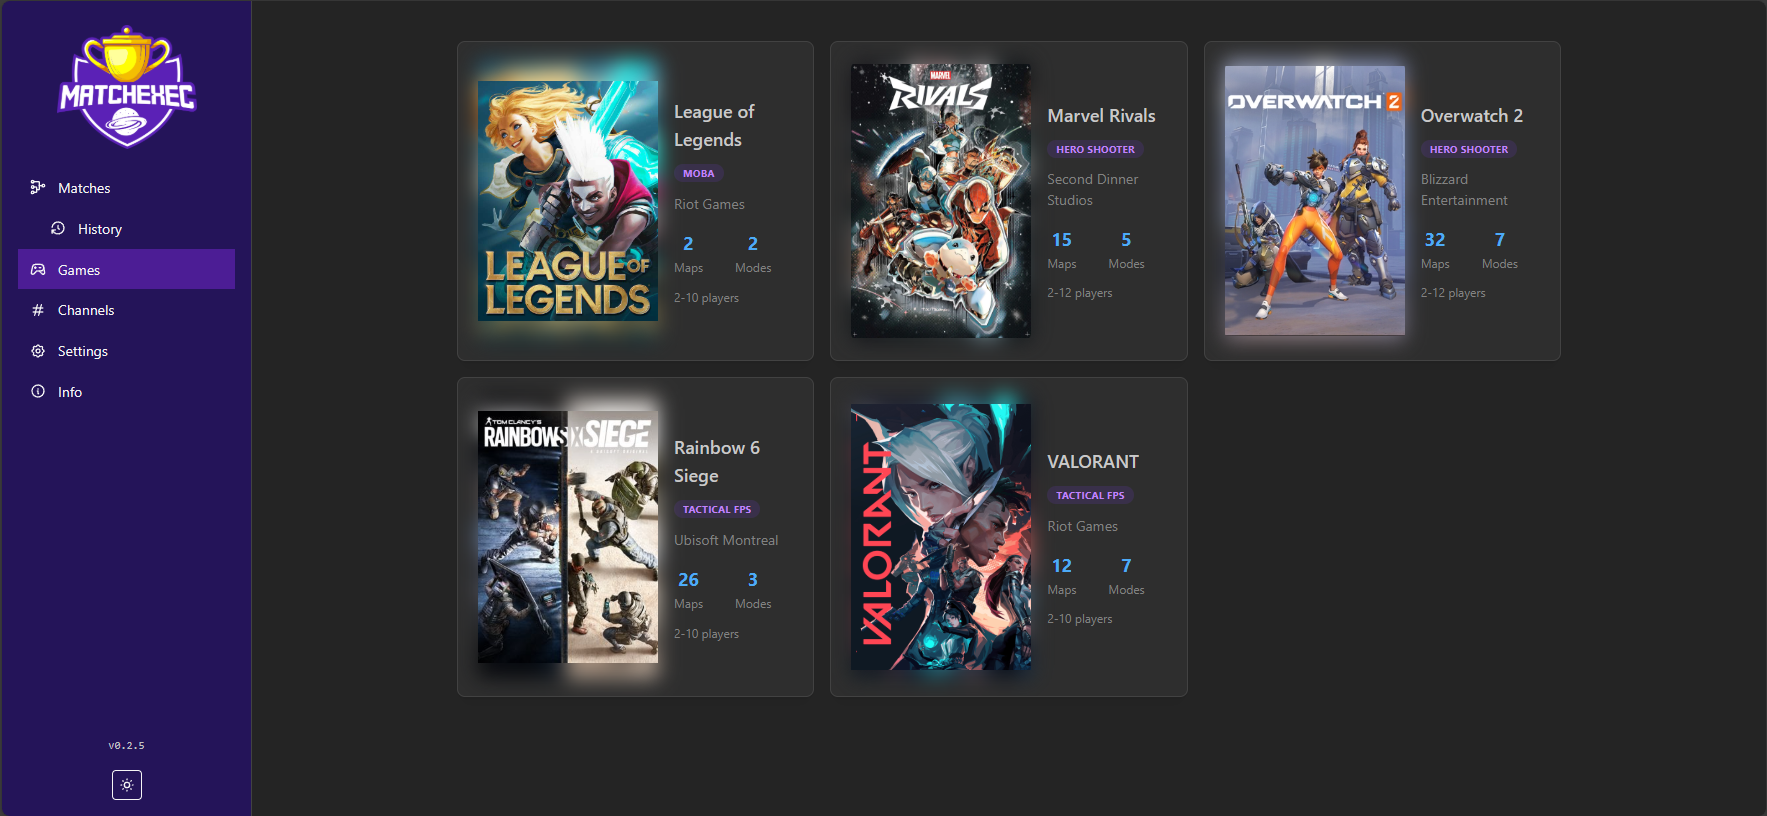 MATCHEXEC
Matches
History
Games
Channels
Settings
Info
v0.2.5
LEAGUE OF
LEGENDS
League of
Legends
MOBA
Riot Games
2 2
Maps Modes
2-10 players
MARVEL
RIVALS
Marvel Rivals
HERO SHOOTER
Second Dinner
Studios
15 5
Maps Modes
2-12 players
OVERWATCH 2
Overwatch 2
HERO SHOOTER
Blizzard
Entertainment
32 7
Maps Modes
2-12 players
TOM CLANCY'S
RAINBOW SIX SIEGE
Rainbow 6
Siege
TACTICAL FPS
Ubisoft Montreal
26 3
Maps Modes
2-10 players
VALORANT
VALORANT
TACTICAL FPS
Riot Games
12 7
Maps Modes
2-10 players